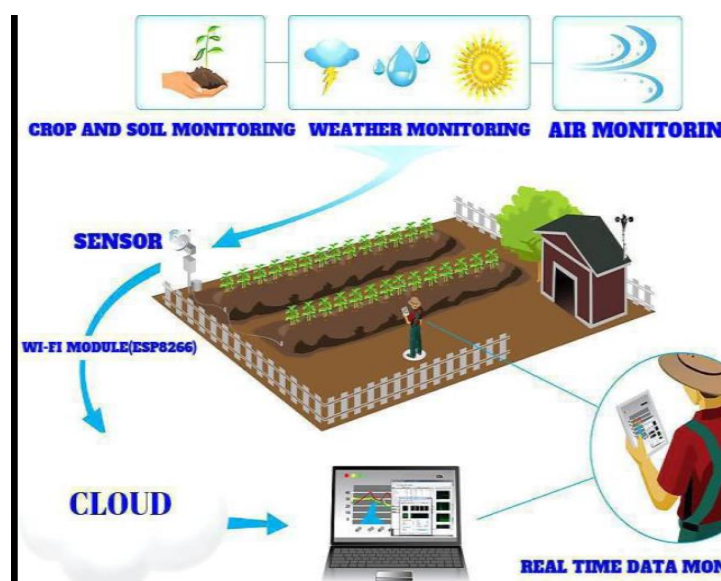 CROP AND SOIL MONITORING
WEATHER MONITORING
AIR MONITORIN
SENSOR
WI-FI MODULE(ESP8266)
CLOUD
REAL TIME DATA MON